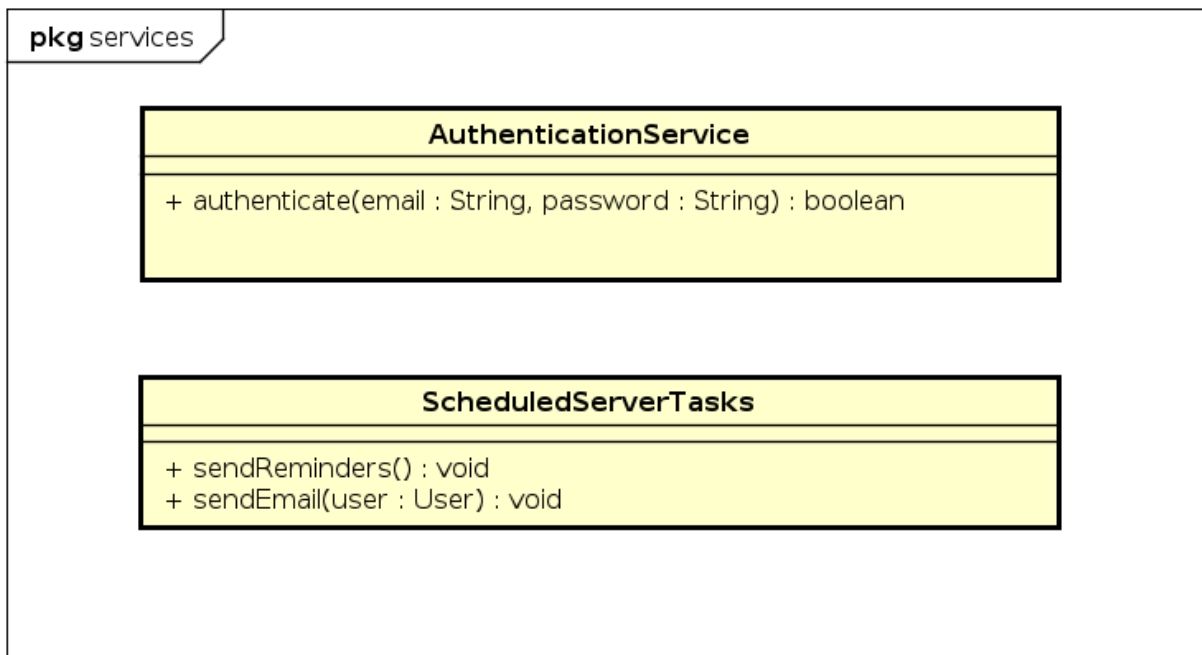 pkg services
AuthenticationService
+ authenticate(email : String, password : String) : boolean
ScheduledServerTasks
+ sendReminders() : void
+ sendEmail(user : User) : void